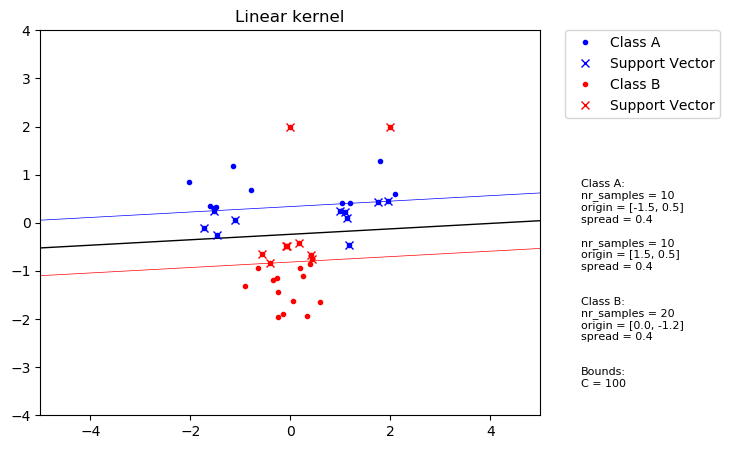 Linear kernel
4
3
2
1
0
−1
−2
−3
−4
−4
−2
0
2
4
Class A
Support Vector
Class B
Support Vector
Class A:
nr_samples = 10
origin = [-1.5, 0.5]
spread = 0.4
nr_samples = 10
origin = [1.5, 0.5]
spread = 0.4
Class B:
nr_samples = 20
origin = [0.0, -1.2]
spread = 0.4
Bounds:
C = 100